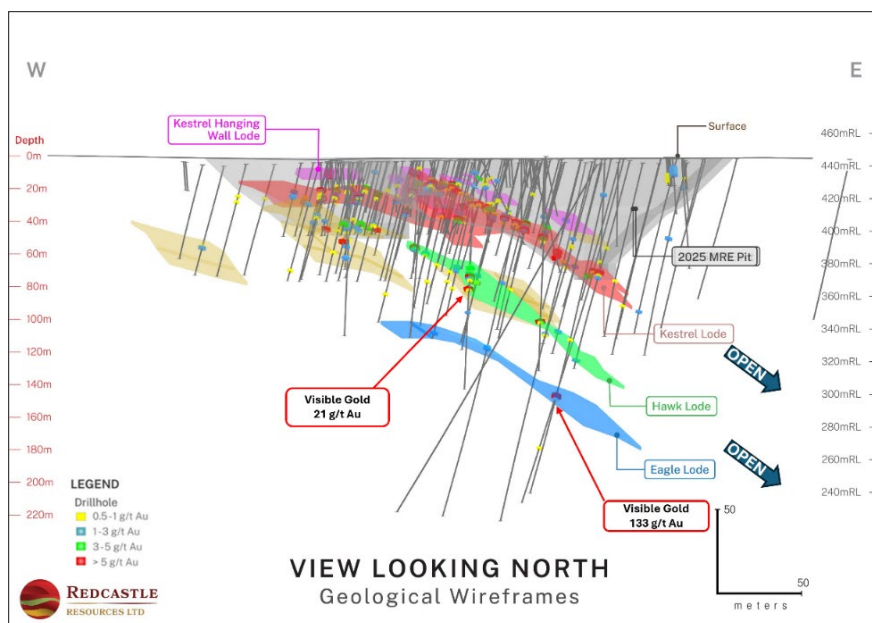 W
E
Kestrel Hanging
Wall Lode
Surface
Depth
0m
20m
40m
60m
80m
100m
120m
140m
160m
180m
200m
220m
460mRL
440mRL
420mRL
400mRL
380mRL
360mRL
340mRL
320mRL
300mRL
280mRL
260mRL
240mRL
2025 MRE Pit
Kestrel Lode
OPEN
Hawk Lode
Eagle Lode
OPEN
Visible Gold
21 g/t Au
Visible Gold
133 g/t Au
LEGEND
Drillhole
0.5-1 g/t Au
1-3 g/t Au
3-5 g/t Au
> 5 g/t Au
VIEW LOOKING NORTH
Geological Wireframes
50
50
meters
REDCASTLE
RESOURCES LTD